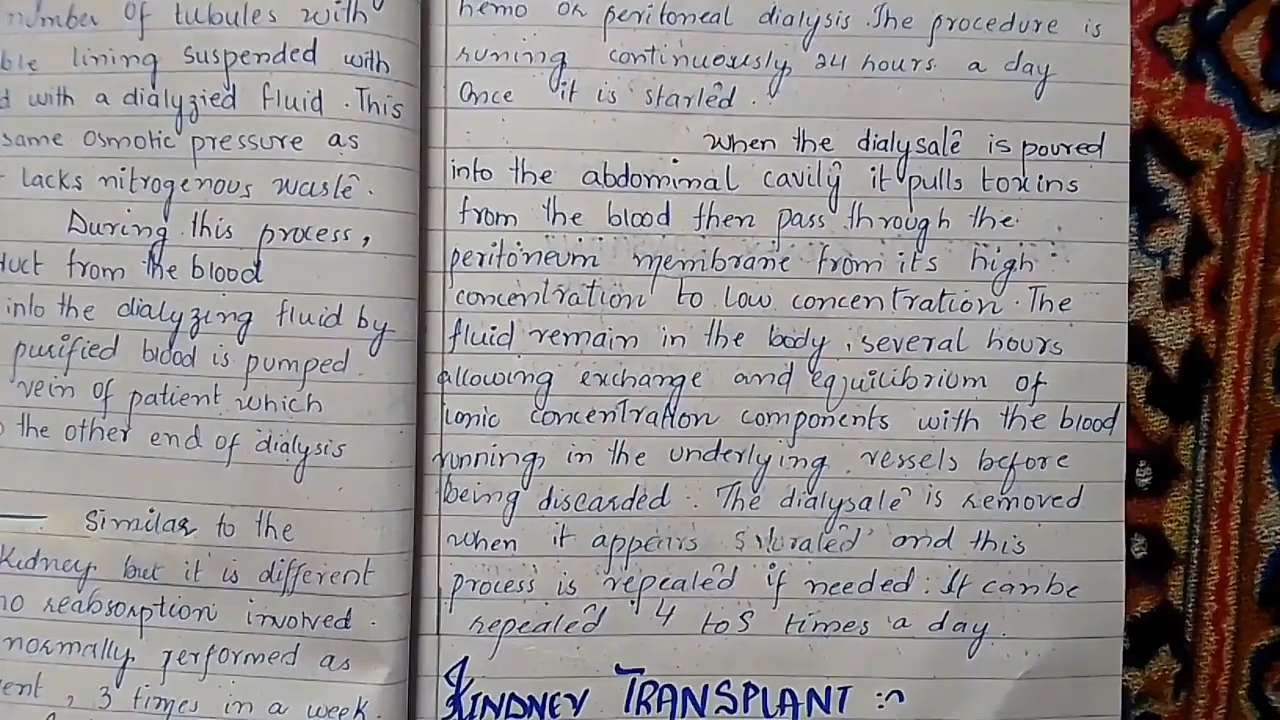 number of tubules with
ble lining suspended with
d with a dialyzied fluid. This
same Osmotic pressure as
lacks nitrogenous waste.
During this process,
duct from the blood
into the dialyzing fluid by
purified blood is pumped
vein of patient which
the other end of dialysis
Similar to the
Kidney but it is different
no reabsorption involved.
normally performed as
ent, 3 times in a week.
hemo or peritoneal dialysis. The procedure is
runing continuously, 24 hours a day
Once it is started.
when the dialysate is poured
into the abdominal cavity it pulls toxins
from the blood then pass through the
peritoneum membrane from its high
concentration to low concentration. The
fluid remain in the body, several hours
allowing exchange and equilibrium of
ionic concentration components with the blood
running, in the underlying vessels before
being discarded. The dialysate is removed
when it appears saturated and this
process is repeated if needed. It can be
repeated 4 to 5 times a day.
KINDNEY TRANSPLANT :~